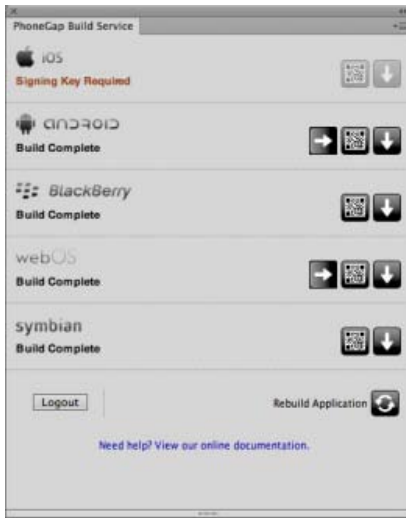 PhoneGap Build Service
iOS
Signing Key Required
android
Build Complete
BlackBerry
Build Complete
webOS
Build Complete
symbian
Build Complete
Logout
Rebuild Application
Need help? View our online documentation.